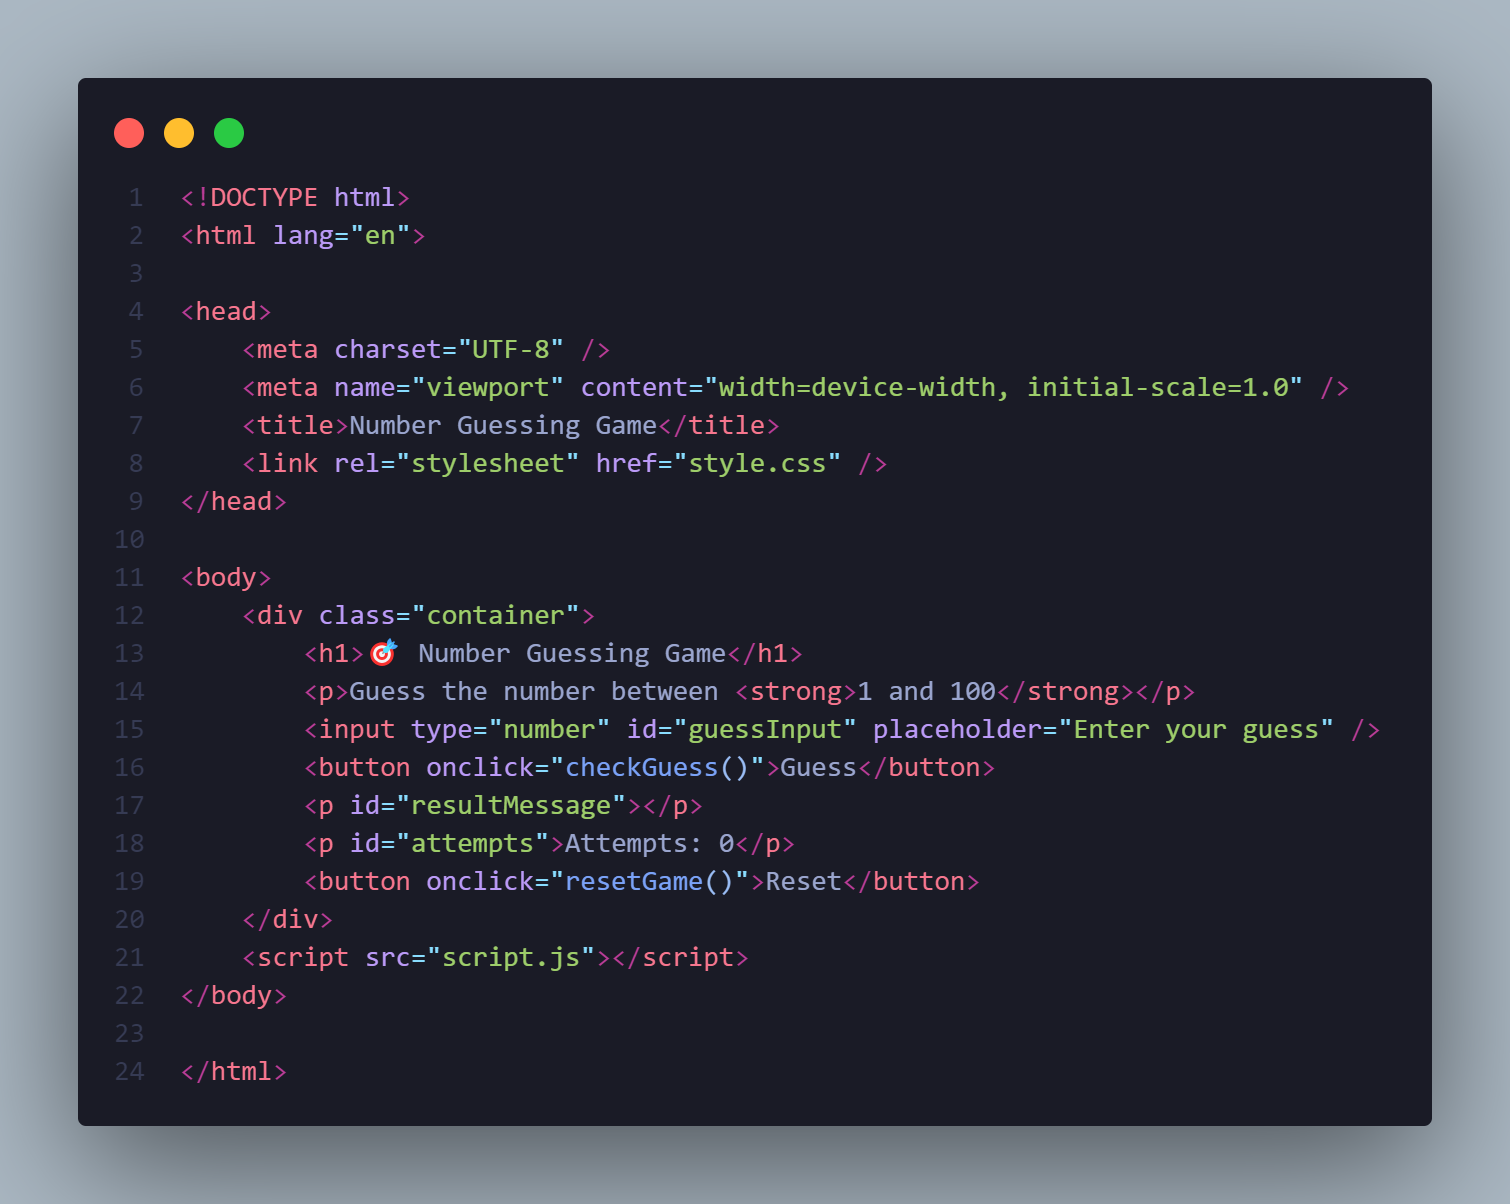 1 <!DOCTYPE html>
2 <html lang="en">
3
4 <head>
5     <meta charset="UTF-8" />
6     <meta name="viewport" content="width=device-width, initial-scale=1.0" />
7     <title>Number Guessing Game</title>
8     <link rel="stylesheet" href="style.css" />
9 </head>
10
11 <body>
12     <div class="container">
13         <h1>🎯 Number Guessing Game</h1>
14         <p>Guess the number between <strong>1 and 100</strong></p>
15         <input type="number" id="guessInput" placeholder="Enter your guess" />
16         <button onclick="checkGuess()">Guess</button>
17         <p id="resultMessage"></p>
18         <p id="attempts">Attempts: 0</p>
19         <button onclick="resetGame()">Reset</button>
20     </div>
21     <script src="script.js"></script>
22 </body>
23
24 </html>